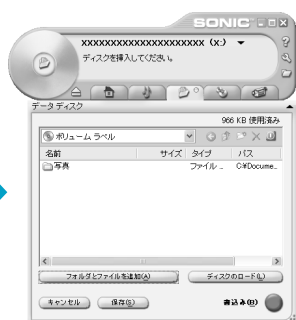 SONIC
XXXXXXXXXXXXXXXXXXXXXX (X:)
ディスクを挿入してください。
データ ディスク
966 KB 使用済み
ボリューム ラベル
名前 サイズ タイプ パス
写真 ファイル .. C:¥Docume..
フォルダとファイルを追加(A) ディスクのロード(L)
キャンセル 保存(S) 書込み(B)